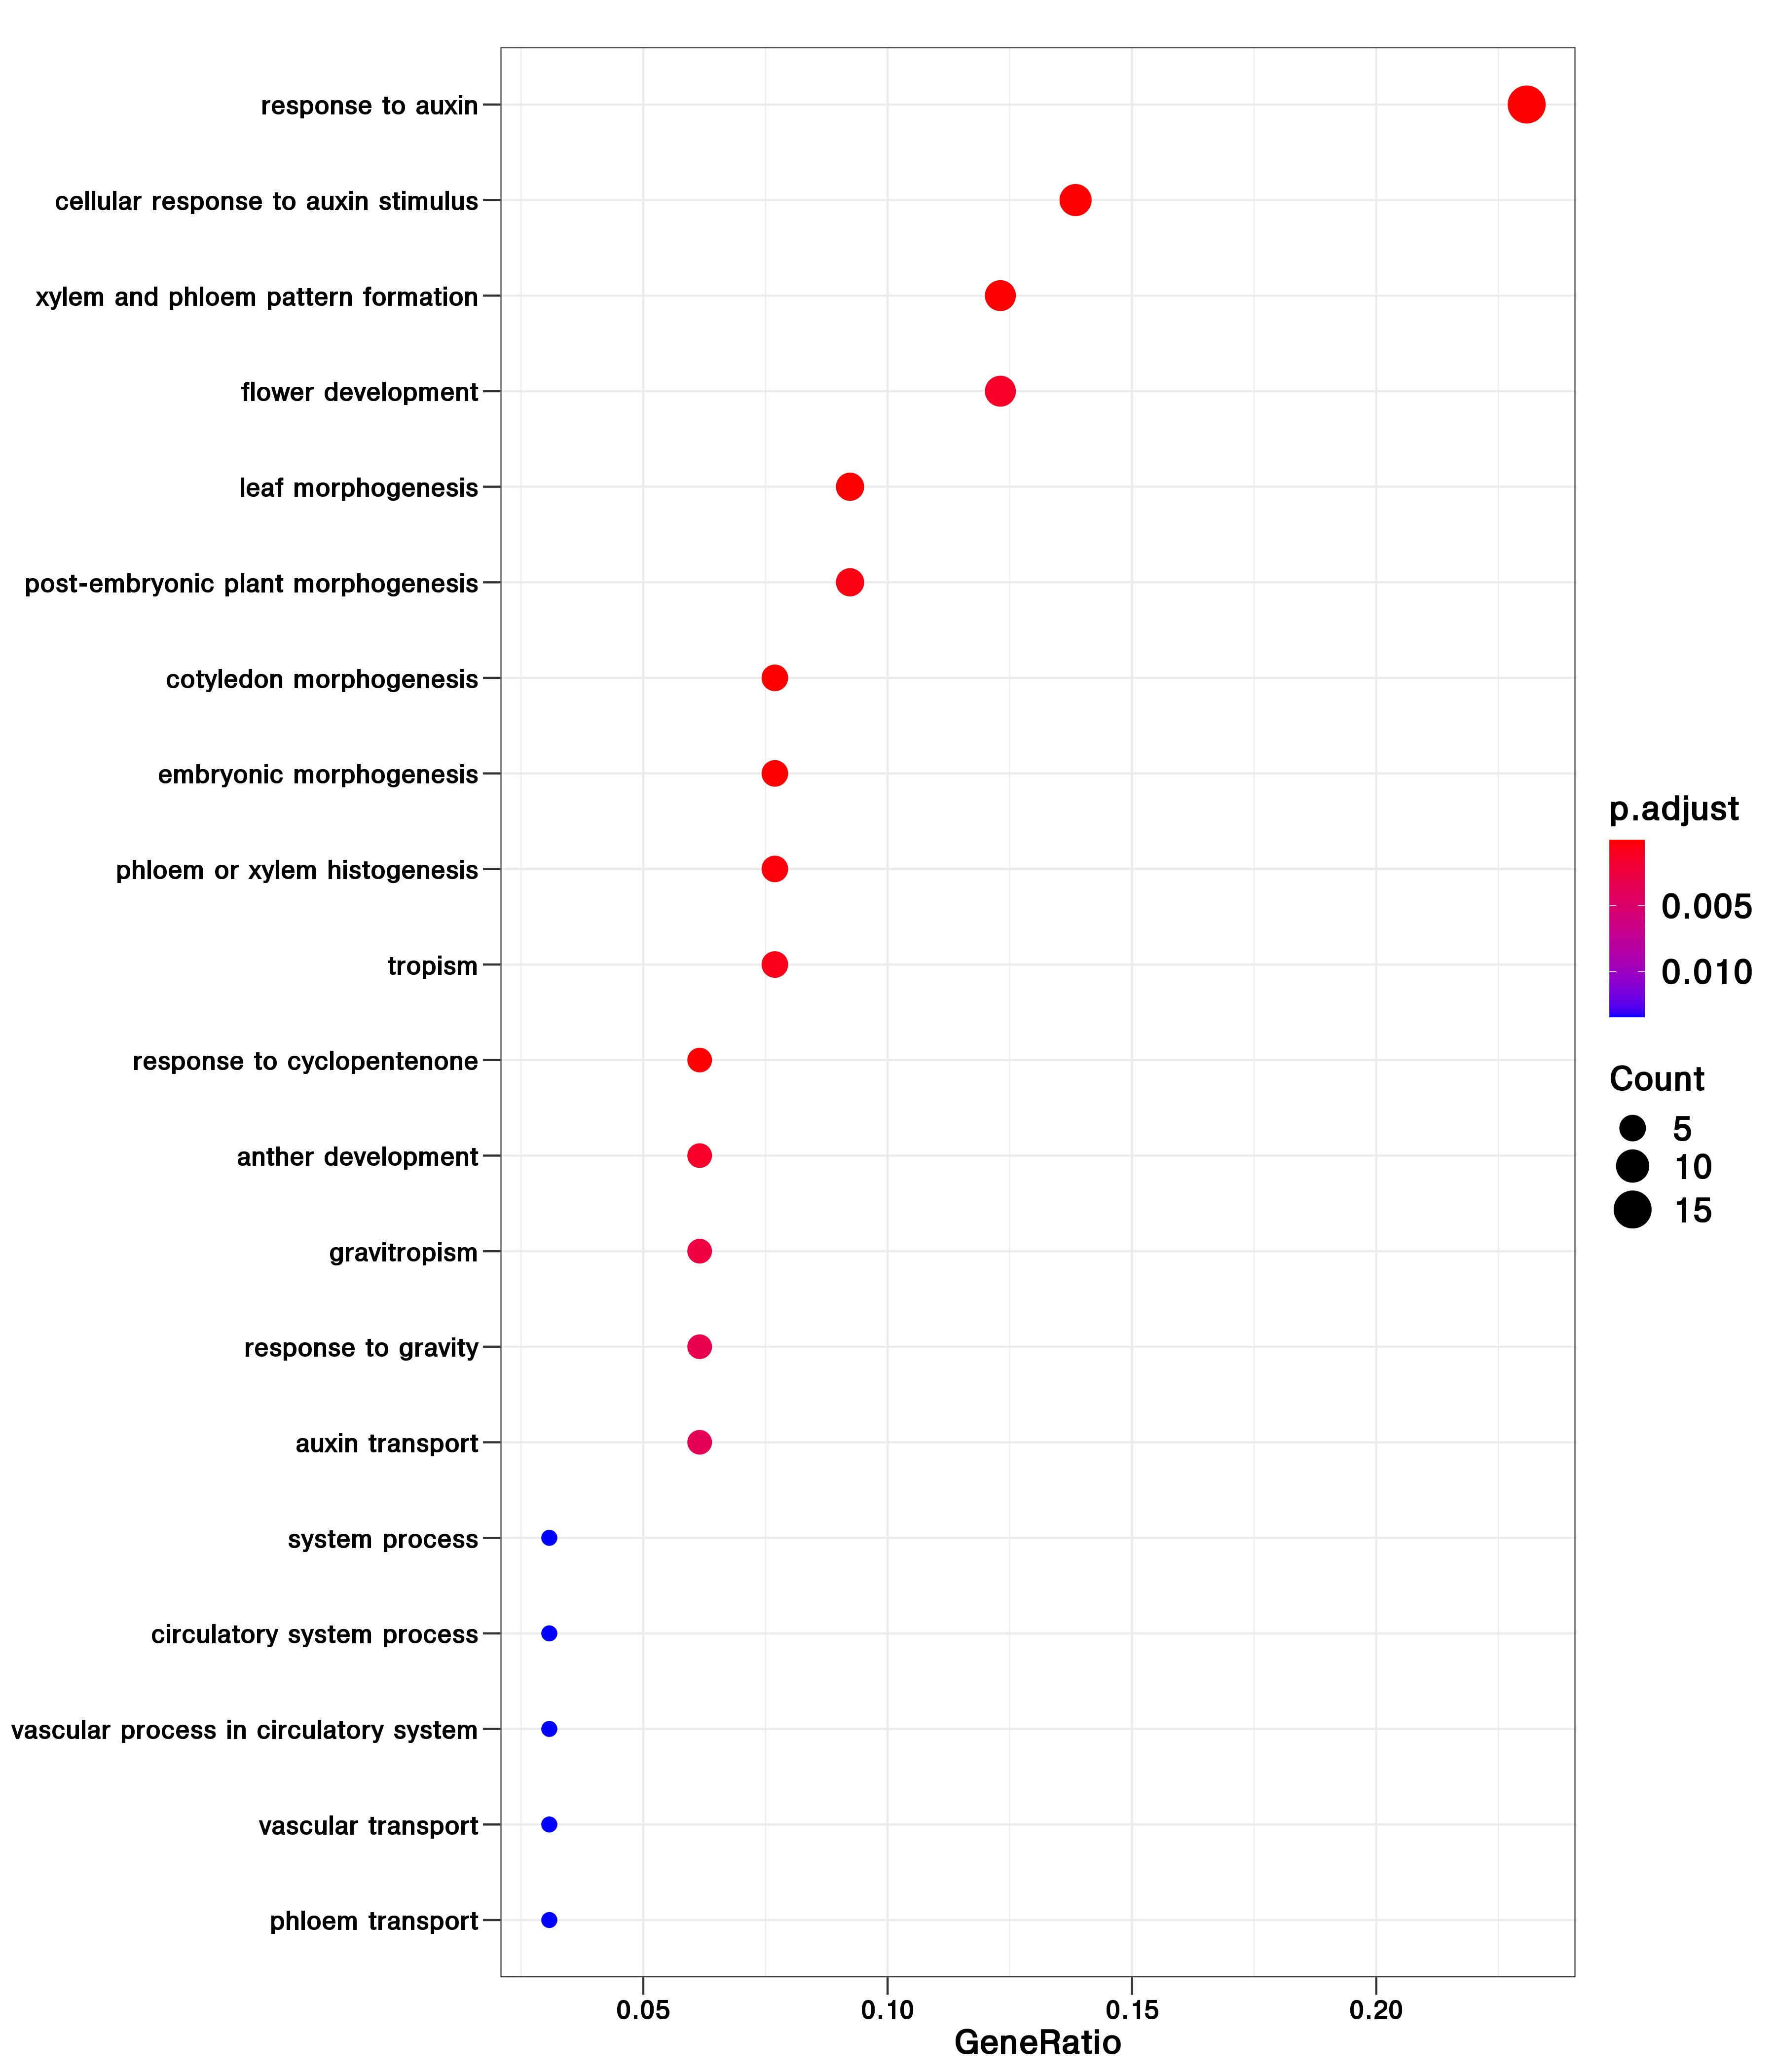 response to auxin
cellular response to auxin stimulus
xylem and phloem pattern formation
flower development
leaf morphogenesis
post-embryonic plant morphogenesis
cotyledon morphogenesis
embryonic morphogenesis
phloem or xylem histogenesis
tropism
response to cyclopentenone
anther development
gravitropism
response to gravity
auxin transport
system process
circulatory system process
vascular process in circulatory system
vascular transport
phloem transport
0.05 0.10 0.15 0.20
GeneRatio
p.adjust
0.005
0.010
Count
5
10
15